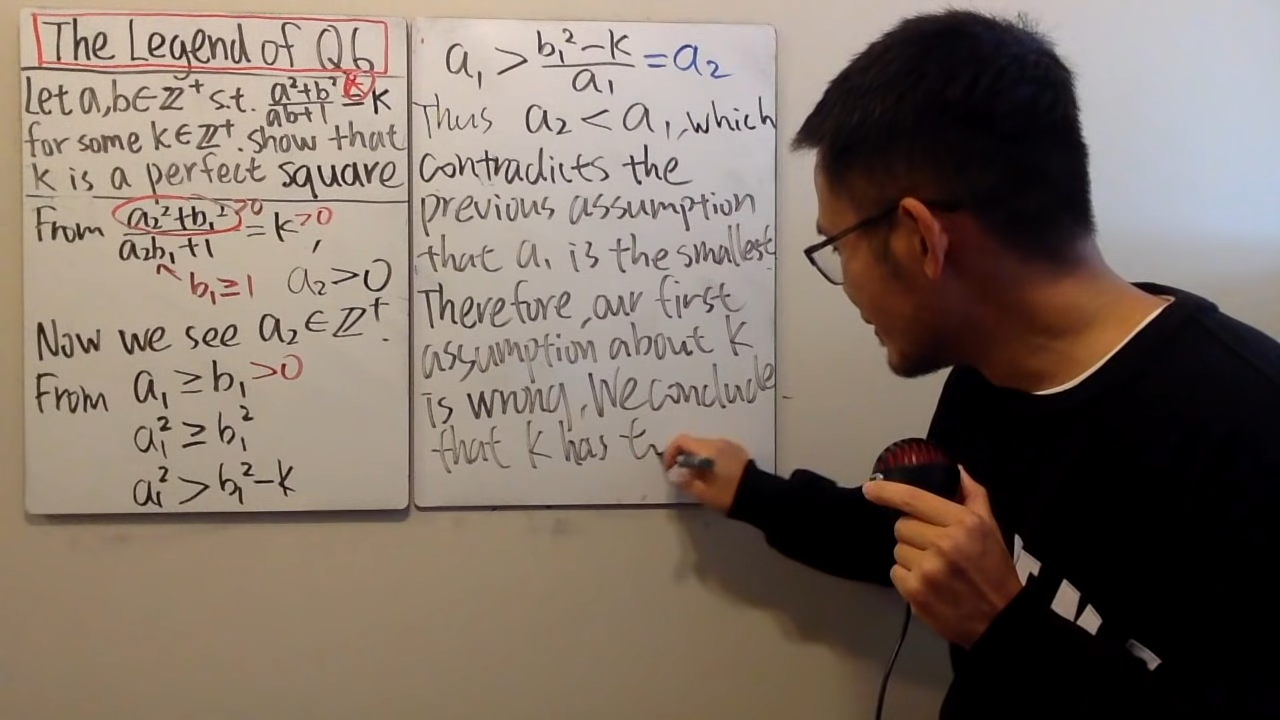 The Legend of Q6
Let a,b∈ℤ⁺ s.t. (a²+b²)/(ab+1) = k
for some k∈ℤ⁺. show that
k is a perfect square
From (a₂²+b₁²)/(a₂b₁+1) = k, >0 >0
b₁≥1 a₂>0
Now we see a₂∈ℤ⁺.
From a₁ ≥ b₁ >0
a₁² ≥ b₁²
a₁² > b₁²-k
a₁ > (b₁²-k)/a₁ = a₂
Thus a₂ < a₁, which
contradicts the
previous assumption
that a₁ is the smallest
Therefore, our first
assumption about k
is wrong. We conclude
that k has t